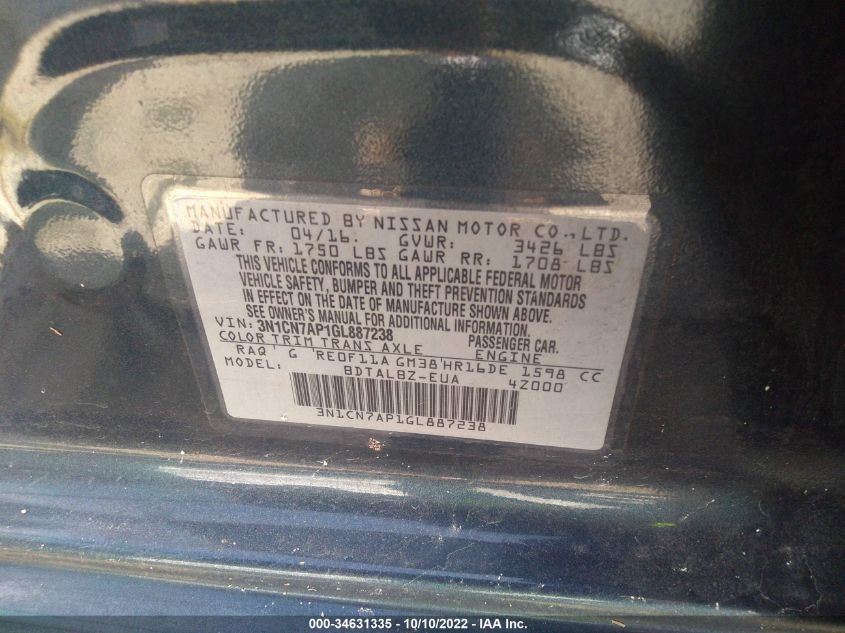 MANUFACTURED BY NISSAN MOTOR CO., LTD.
DATE: 04/16. GVWR: 3426 LBS
GAWR FR: 1750 LBS GAWR RR: 1708 LBS
THIS VEHICLE CONFORMS TO ALL APPLICABLE FEDERAL MOTOR
VEHICLE SAFETY, BUMPER AND THEFT PREVENTION STANDARDS
IN EFFECT ON THE DATE OF MANUFACTURE SHOWN ABOVE.
SEE OWNER'S MANUAL FOR ADDITIONAL INFORMATION.
VIN: 3N1CN7AP1GL887238 PASSENGER CAR.
COLOR TRIM TRANS AXLE ENGINE
RAQ' G 'RE0F11A GM38'HR16DE 1598 CC
MODEL: BDTALBZ-EUA 4Z000
3N1CN7AP1GL887238
000-34631335 - 10/10/2022 - IAA Inc.